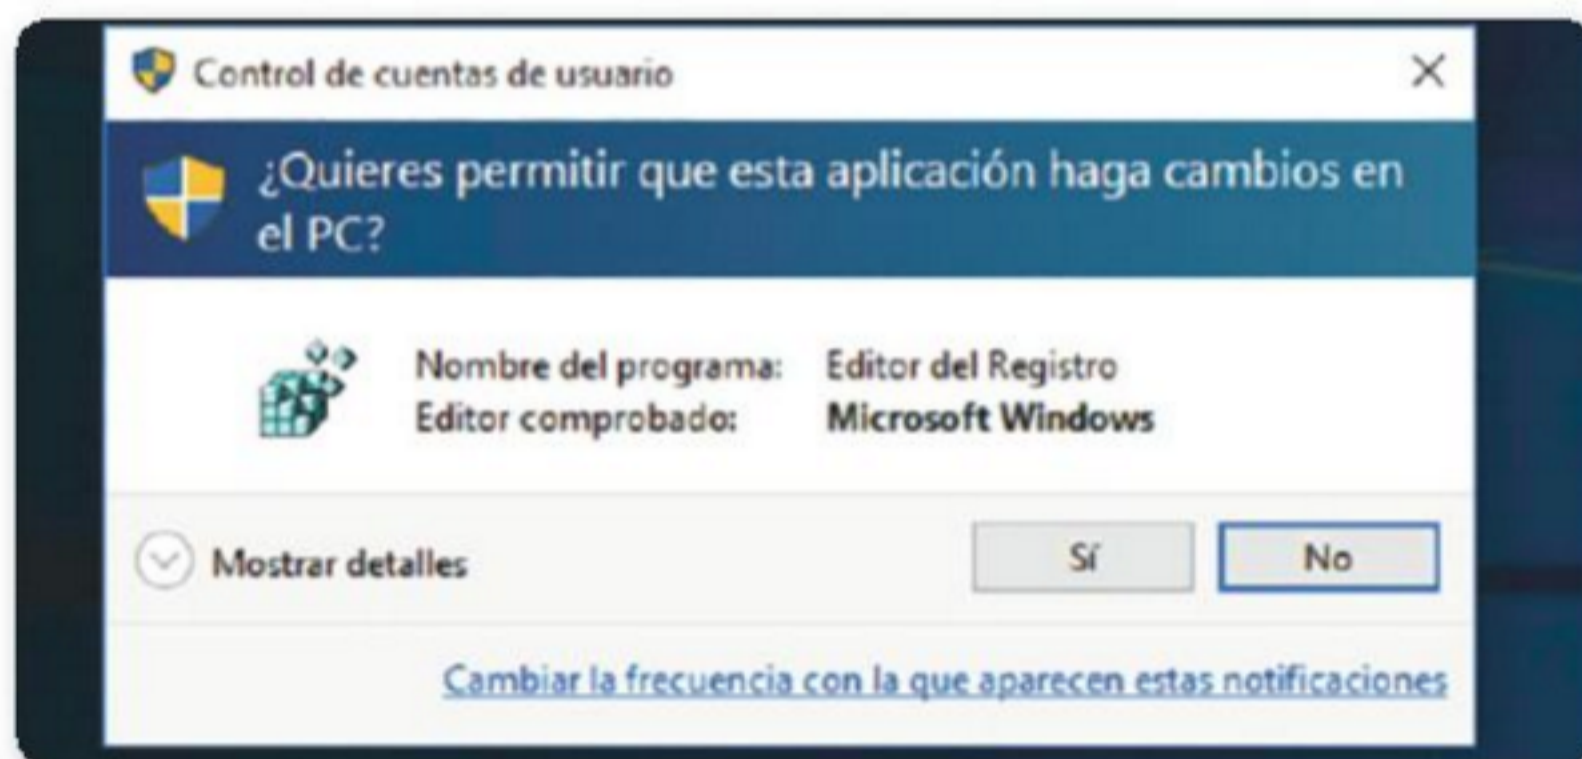 Control de cuentas de usuario
¿Quieres permitir que esta aplicación haga cambios en
el PC?
Nombre del programa: Editor del Registro
Editor comprobado: Microsoft Windows
Mostrar detalles
Sí
No
Cambiar la frecuencia con la que aparecen estas notificaciones